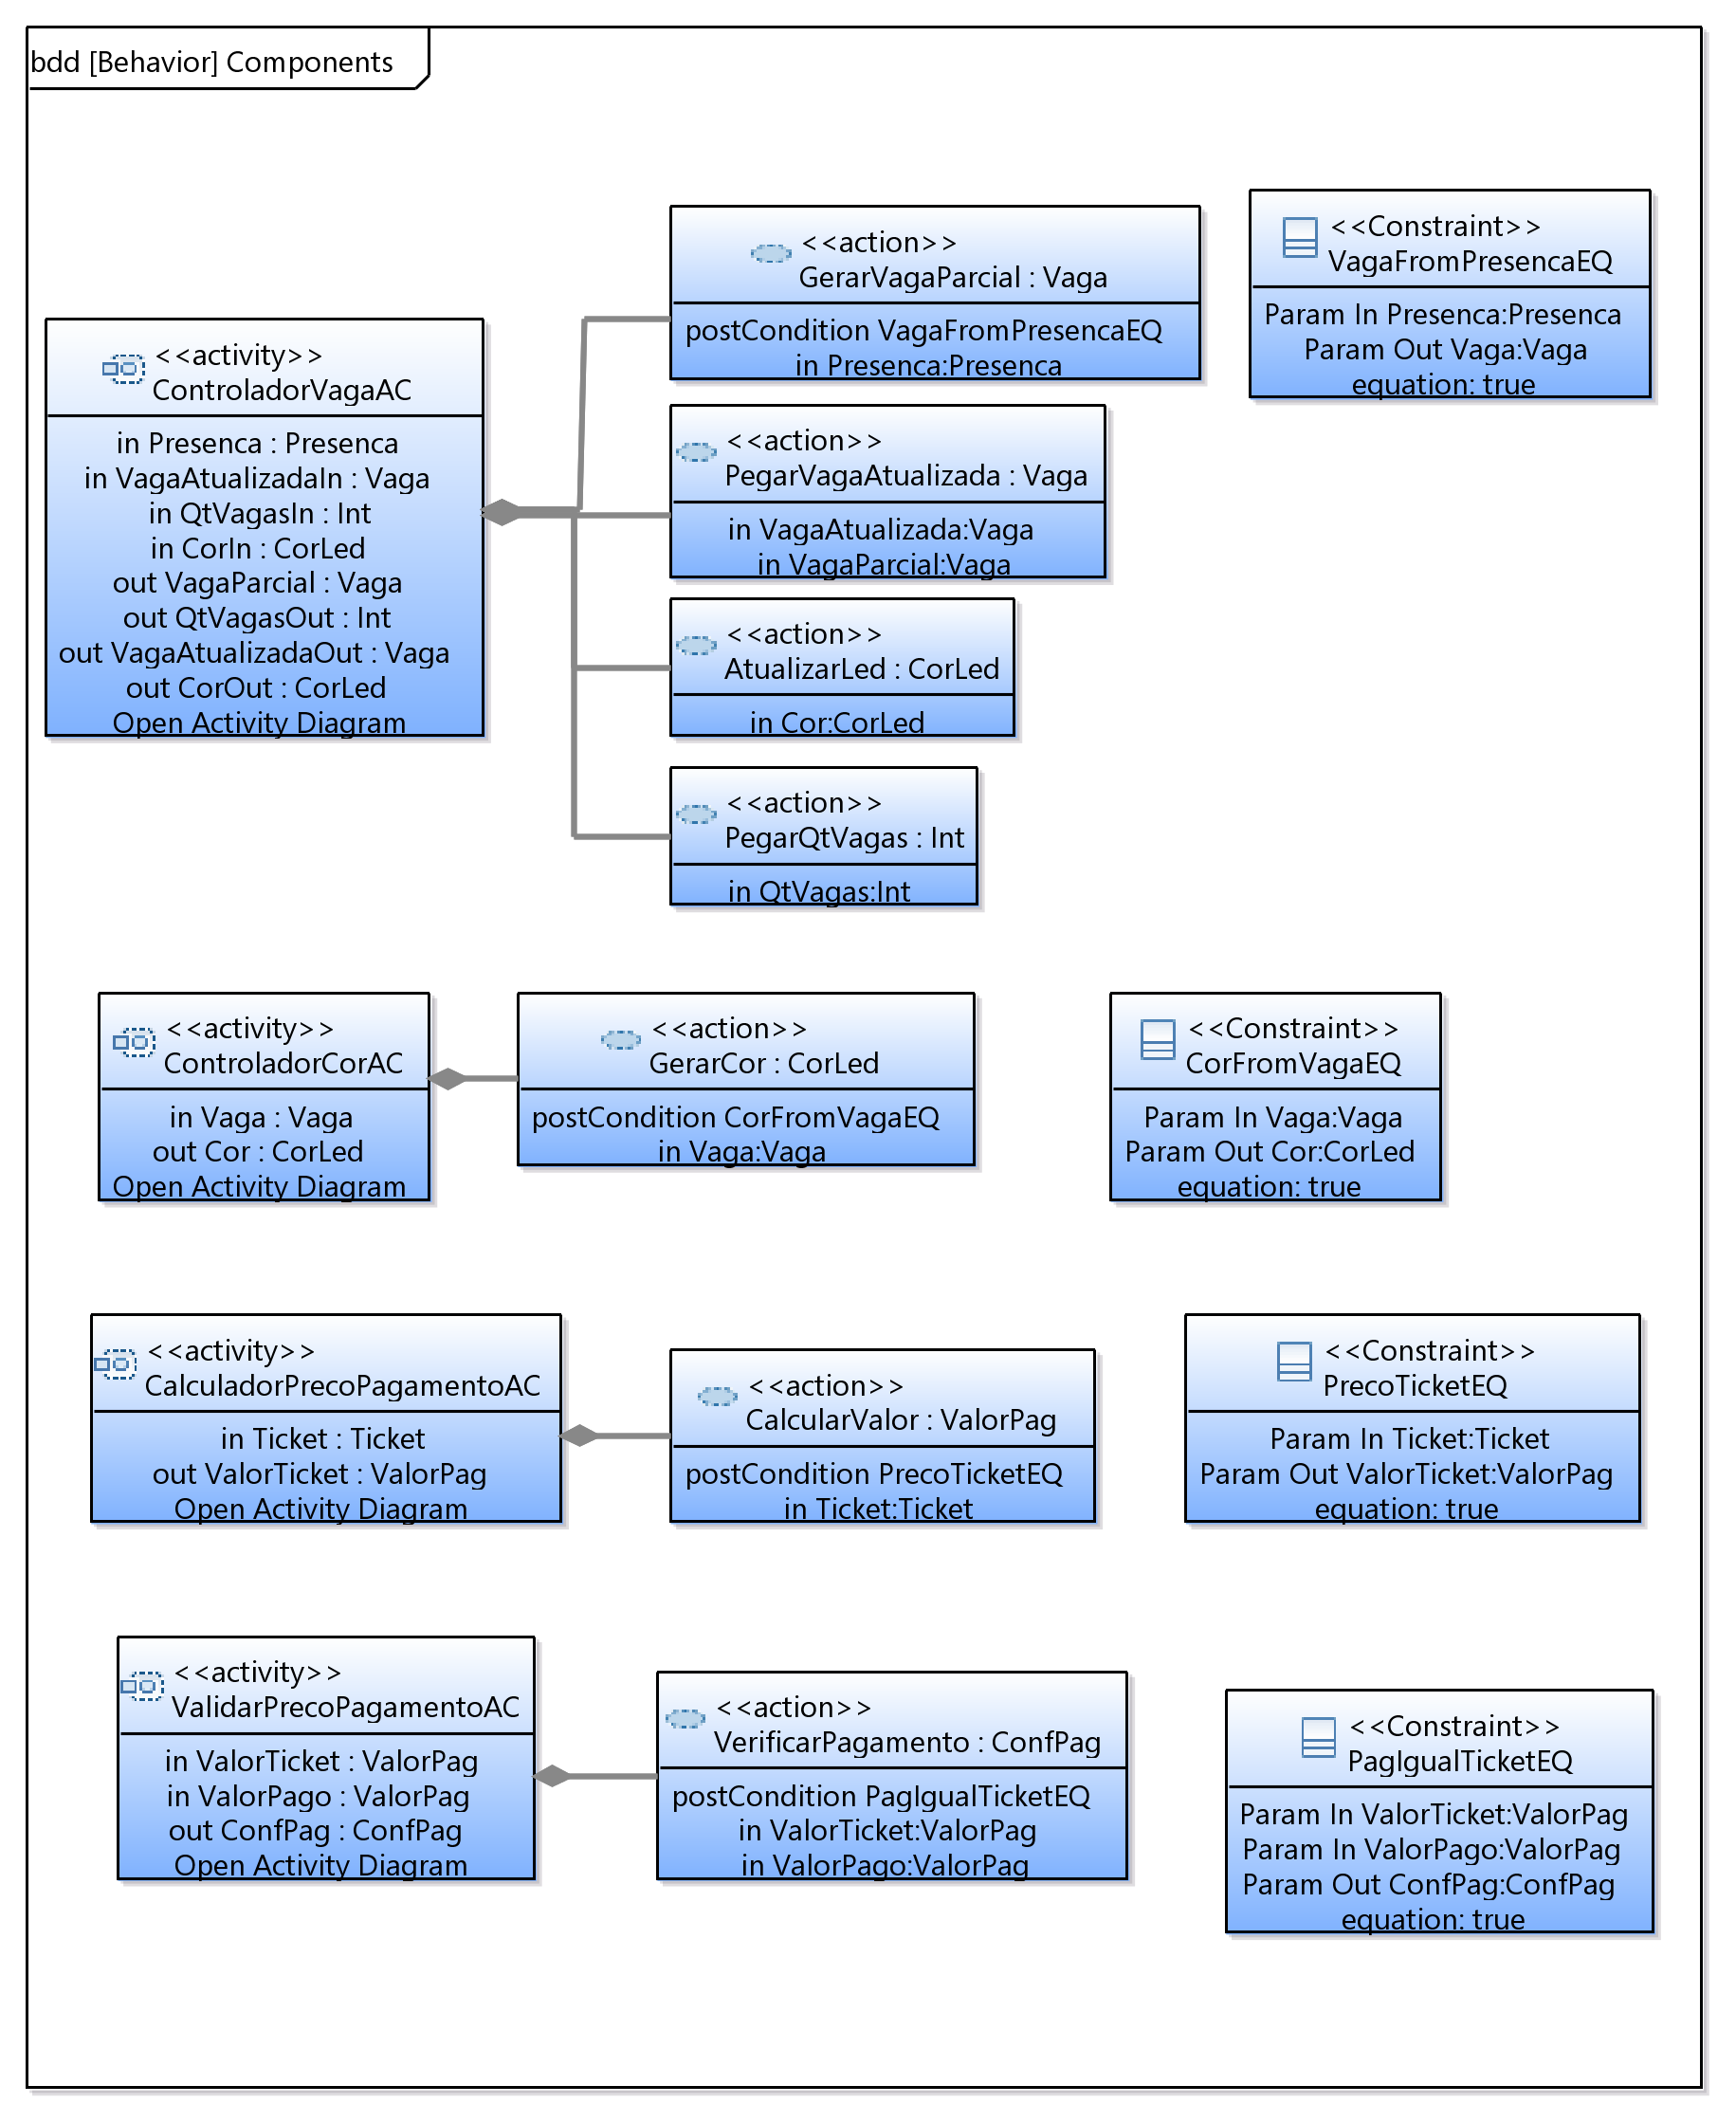 bdd [Behavior] Components
<<activity>>
ControladorVagaAC
in Presenca : Presenca
in VagaAtualizadaIn : Vaga
in QtVagasIn : Int
in CorIn : CorLed
out VagaParcial : Vaga
out QtVagasOut : Int
out VagaAtualizadaOut : Vaga
out CorOut : CorLed
Open Activity Diagram
<<action>>
GerarVagaParcial : Vaga
postCondition VagaFromPresencaEQ
in Presenca:Presenca
<<Constraint>>
VagaFromPresencaEQ
Param In Presenca:Presenca
Param Out Vaga:Vaga
equation: true
<<action>>
PegarVagaAtualizada : Vaga
in VagaAtualizada:Vaga
in VagaParcial:Vaga
<<action>>
AtualizarLed : CorLed
in Cor:CorLed
<<action>>
PegarQtVagas : Int
in QtVagas:Int
<<activity>>
ControladorCorAC
in Vaga : Vaga
out Cor : CorLed
Open Activity Diagram
<<action>>
GerarCor : CorLed
postCondition CorFromVagaEQ
in Vaga:Vaga
<<Constraint>>
CorFromVagaEQ
Param In Vaga:Vaga
Param Out Cor:CorLed
equation: true
<<activity>>
CalculadorPrecoPagamentoAC
in Ticket : Ticket
out ValorTicket : ValorPag
Open Activity Diagram
<<action>>
CalcularValor : ValorPag
postCondition PrecoTicketEQ
in Ticket:Ticket
<<Constraint>>
PrecoTicketEQ
Param In Ticket:Ticket
Param Out ValorTicket:ValorPag
equation: true
<<activity>>
ValidarPrecoPagamentoAC
in ValorTicket : ValorPag
in ValorPago : ValorPag
out ConfPag : ConfPag
Open Activity Diagram
<<action>>
VerificarPagamento : ConfPag
postCondition PagIgualTicketEQ
in ValorTicket:ValorPag
in ValorPago:ValorPag
<<Constraint>>
PagIgualTicketEQ
Param In ValorTicket:ValorPag
Param In ValorPago:ValorPag
Param Out ConfPag:ConfPag
equation: true